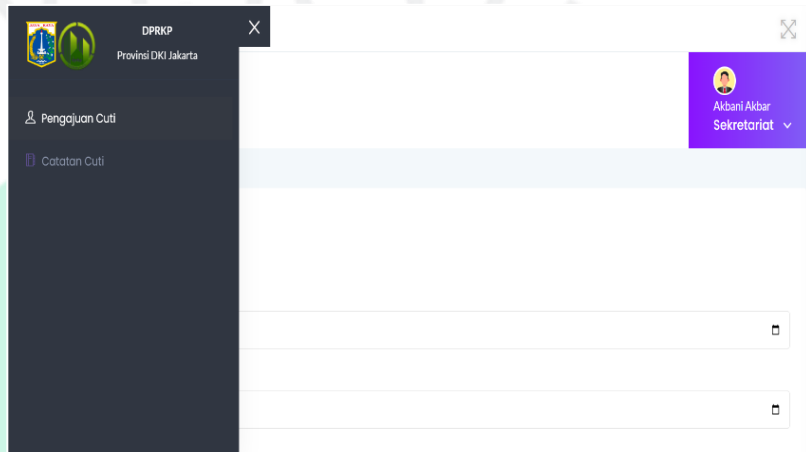 DPRKP
Provinsi DKI Jakarta
X
Pengajuan Cuti
Catatan Cuti
Akbani Akbar
Sekretariat